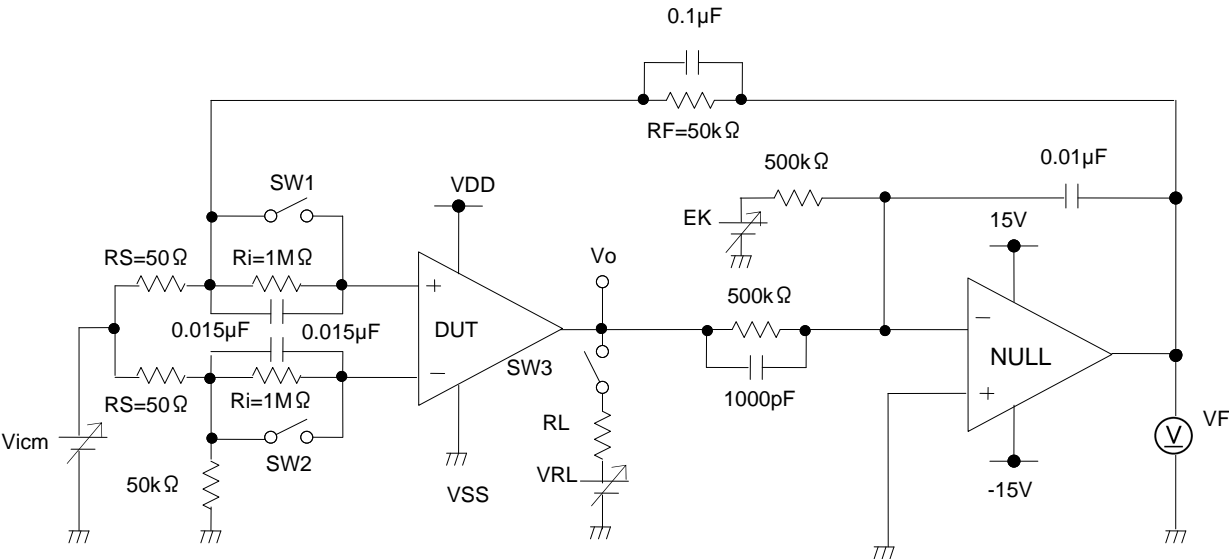 0.1µF
RF=50kΩ
500kΩ
0.01µF
SW1
VDD
EK
15V
RS=50Ω
Ri=1MΩ
Vo
0.015µF
0.015µF
+
DUT
−
500kΩ
−
NULL
+
SW3
1000pF
RS=50Ω
Ri=1MΩ
RL
VF
V
Vicm
SW2
VRL
50kΩ
VSS
-15V